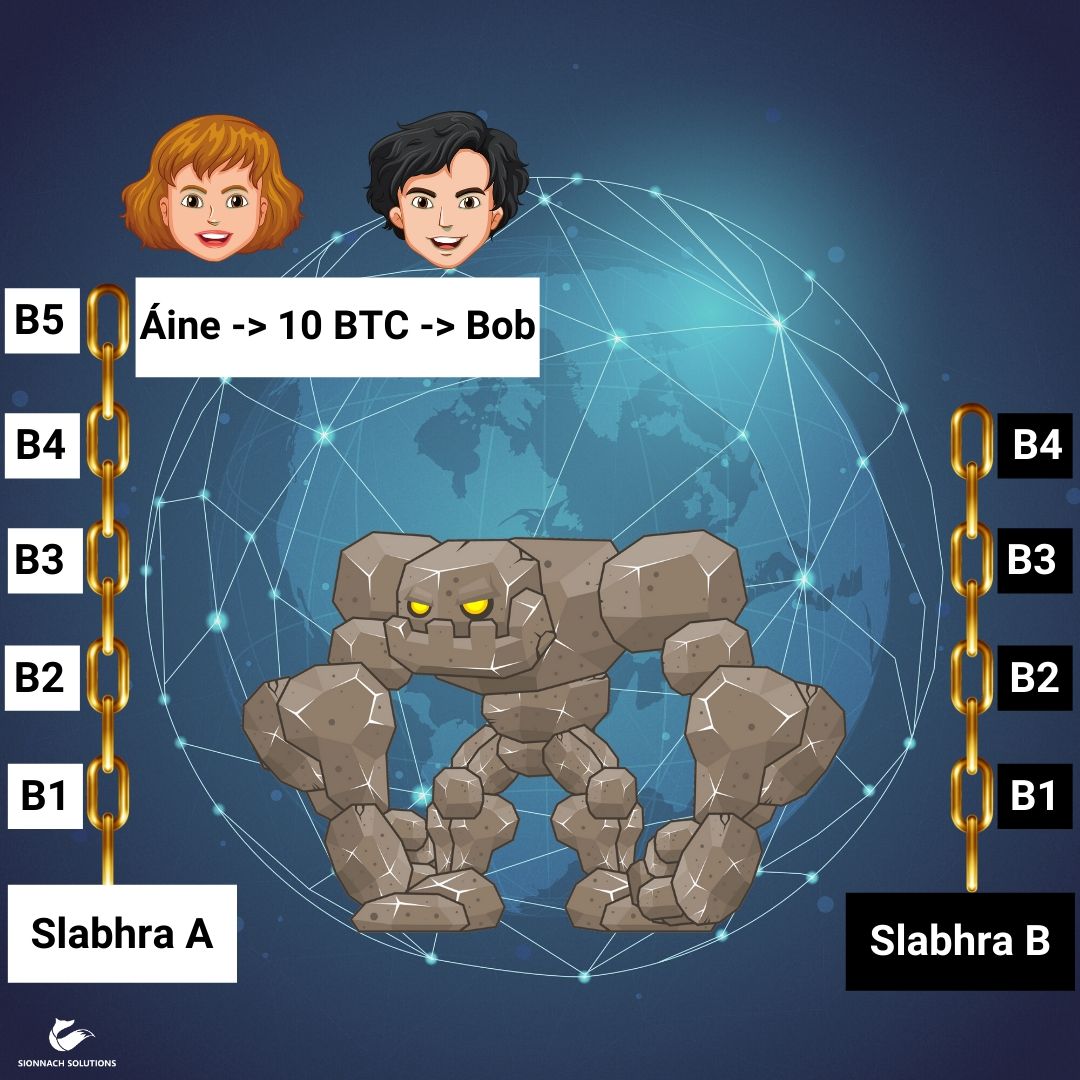 B5
Áine -> 10 BTC -> Bob
B4
B4
B3
B3
B2
B2
B1
B1
Slabhra A
Slabhra B
SIONNACH SOLUTIONS